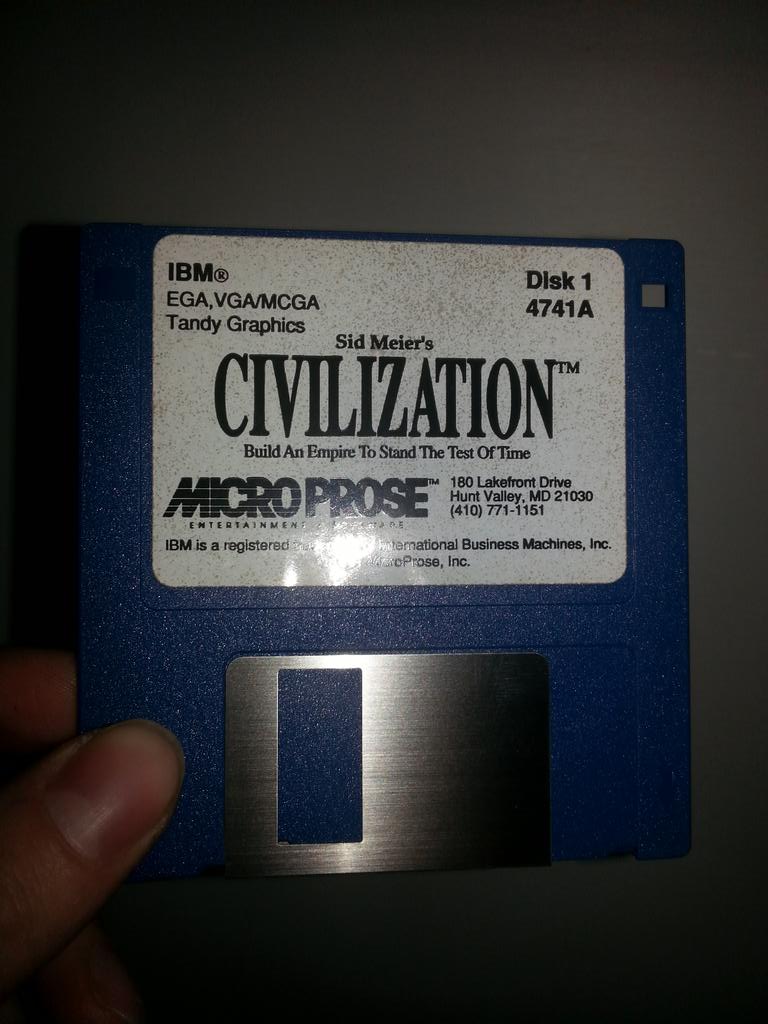 IBM®
EGA,VGA/MCGA
Tandy Graphics
Disk 1
4741A
Sid Meier's
CIVILIZATION™
Build An Empire To Stand The Test Of Time
MICROPROSE™
ENTERTAINMENT
180 Lakefront Drive
Hunt Valley, MD 21030
(410) 771-1151
IBM is a registered International Business Machines, Inc.
MicroProse, Inc.